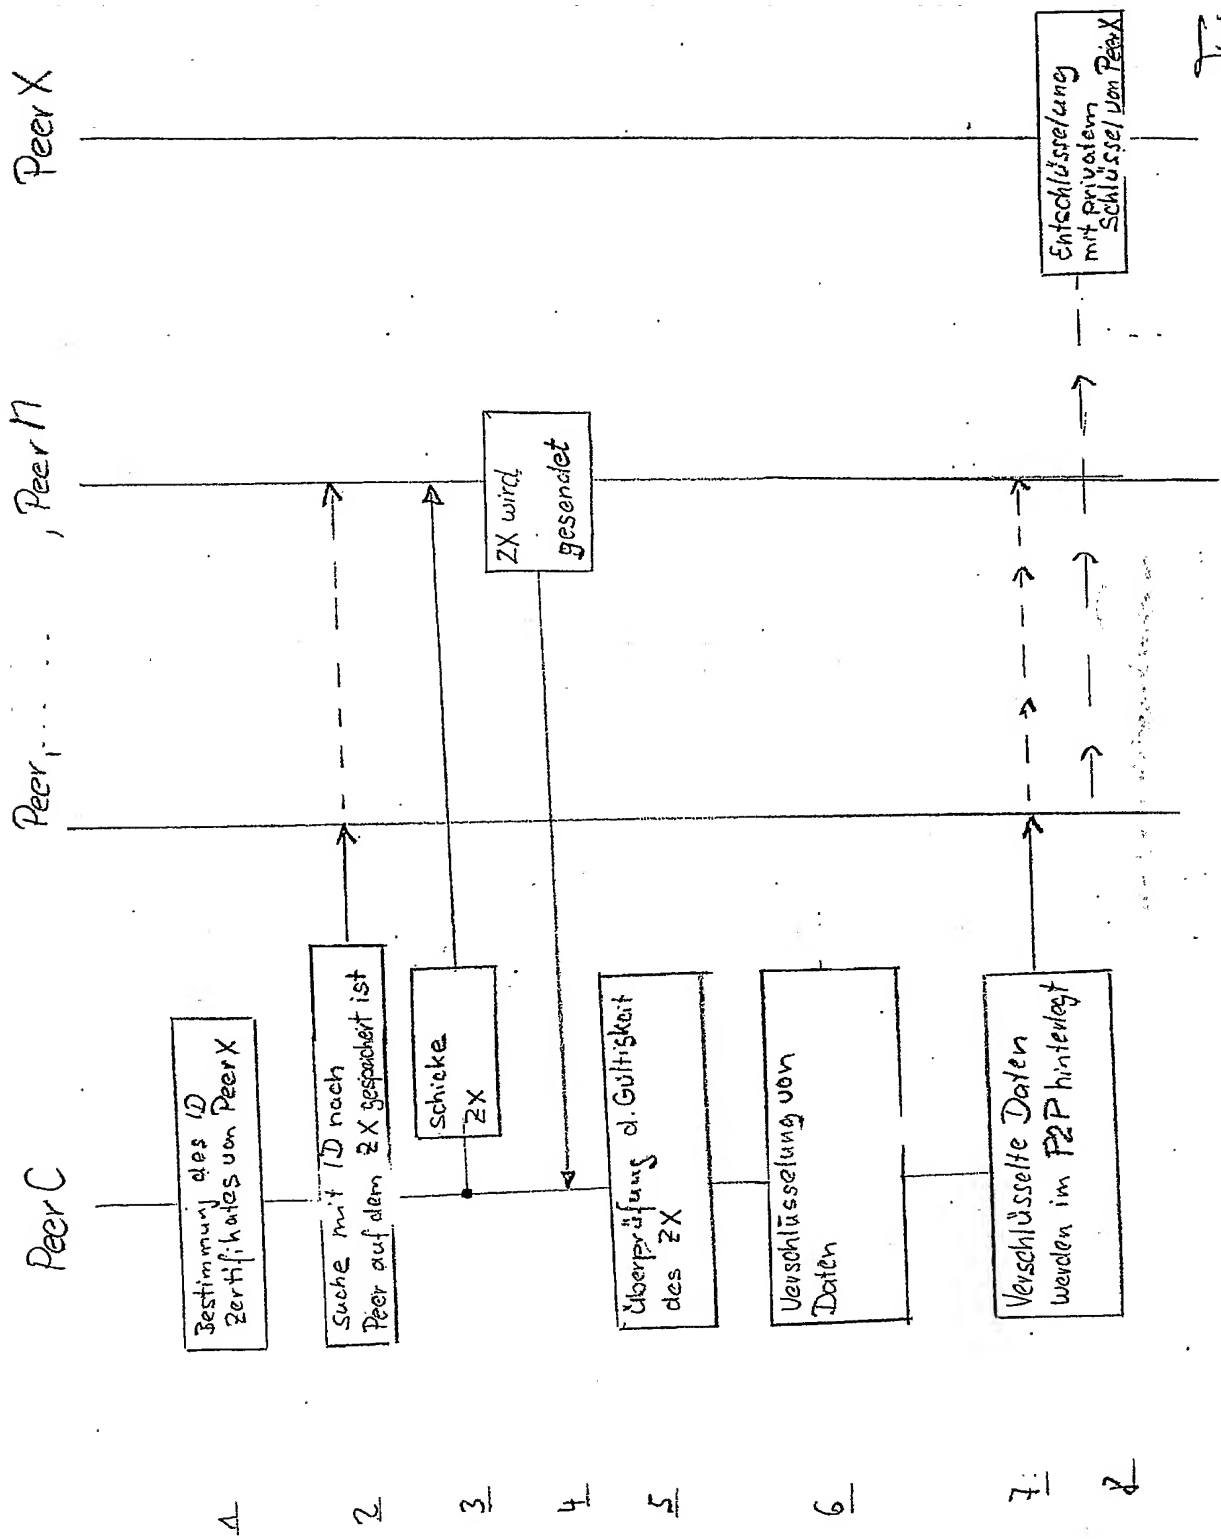 Peer C
Peer,......, Peer n
Peer X
1
Bestimmung des ID
Zertifikates von Peer X
2
Suche mit ID nach
Peer auf dem ZX gespeichert ist
3
schicke
ZX
4
ZX wird
gesendet
5
Überprüfung d. Gültigkeit
des ZX
6
Verschlüsselung von
Daten
7
Verschlüsselte Daten
werden im P2P hinterlegt
8
Entschlüsselung
mit privatem
Schlüssel von Peer X